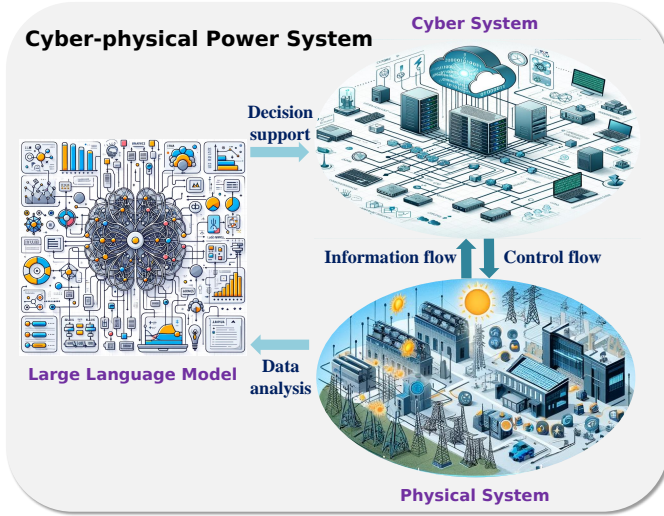 Cyber System
Cyber-physical Power System
Decision
support
Information flow
Control flow
Large Language Model
Data
analysis
Physical System